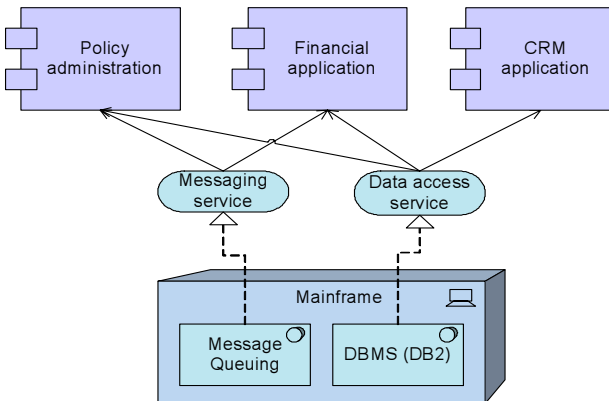 Policy
administration
Financial
application
CRM
application
Messaging
service
Data access
service
Mainframe
Message
Queuing
DBMS (DB2)